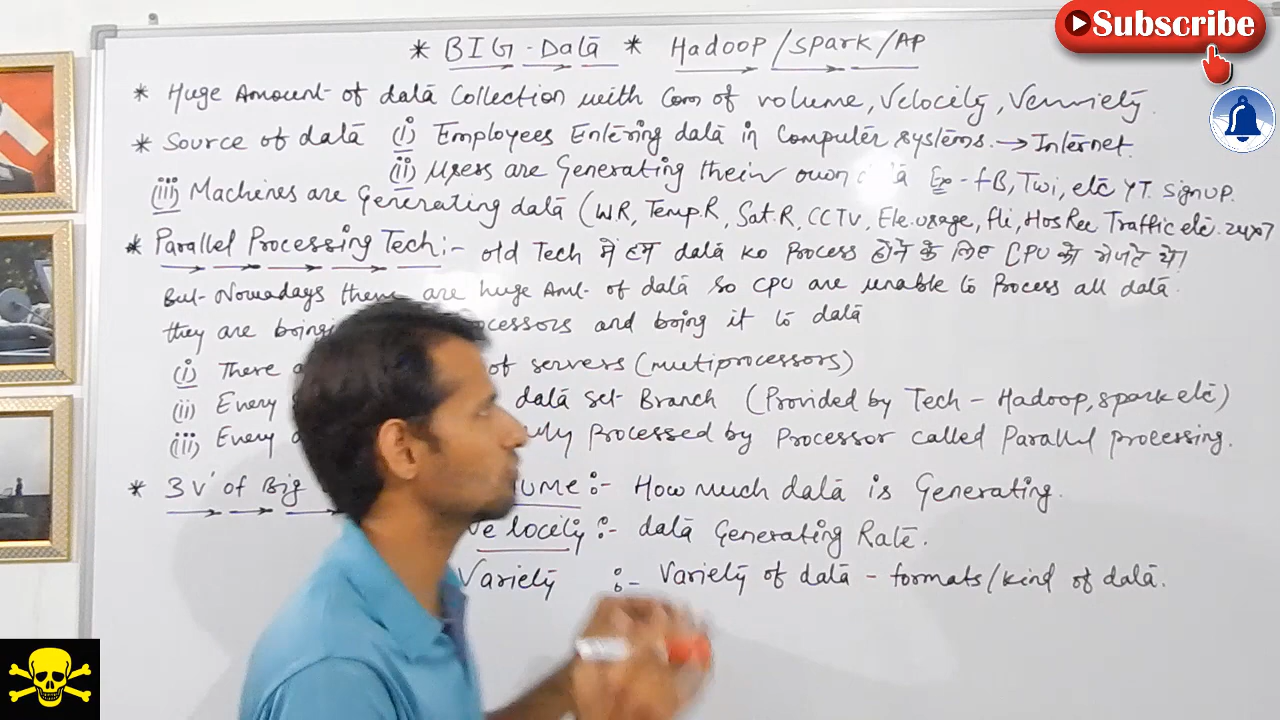 Subscribe
* BIG-Data * Hadoop/Spark/AP
* Huge Amount of data Collection with Com of volume, Velocity, Verriety.
* Source of data (i) Employees Entering data in Computer systems. → Internet.
(ii) Users are Generating their own Ex - fB, Twi, etc YT. Sign UP.
(iii) Machines are Generating data (WR, Temp.R, Sat.R, CCTV, Ele.usage, fli, Hos Rec Traffic etc. 24x7
* Parallel Processing Tech :- old Tech में हम data ko Process होने के लिए CPU को भेजते थे।
But Nowadays there are huge Amt. of data so CPU are unable to Process all data.
they are and bring it to data
(i) There of servers (multiprocessors)
(ii) Every data set Branch (Provided by Tech - Hadoop, spark etc)
(iii) Every Processed by Processor called Parallel processing.
* 3 V' of Big :- How much data is Generating.
Velocity :- data Generating Rate.
Variety :- Variety of data - formats/kind of data.